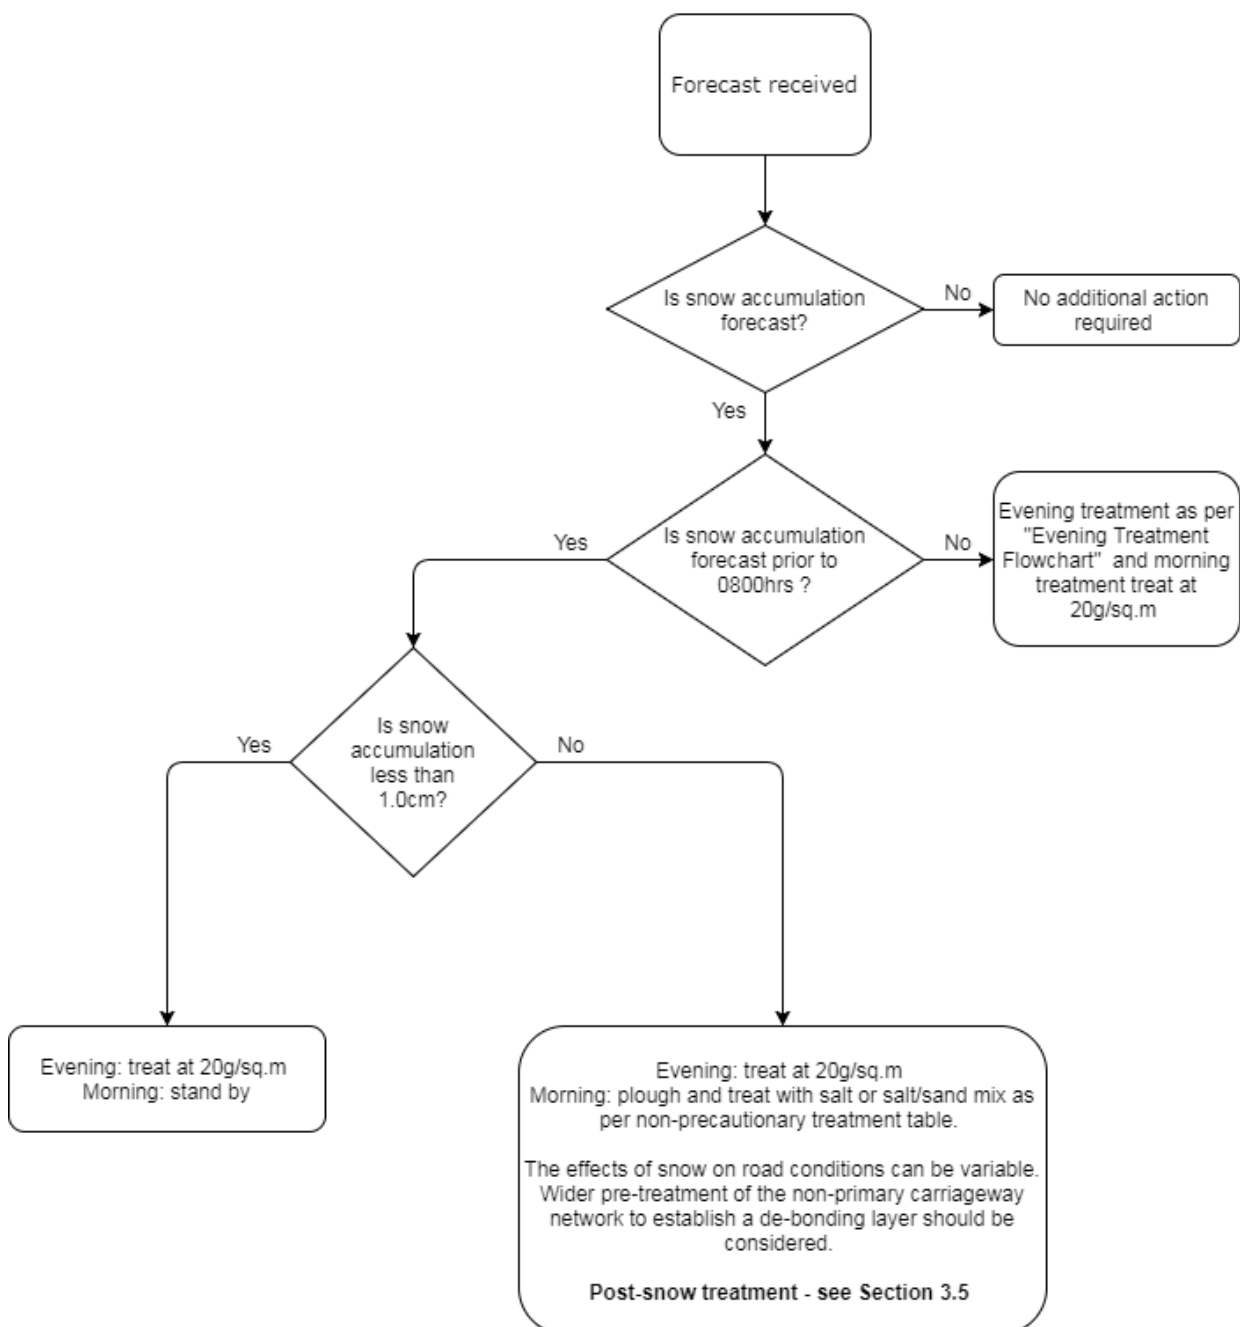 Forecast received
Is snow accumulation
forecast?
No
No additional action
required
Yes
Is snow accumulation
forecast prior to
0800hrs ?
Yes
No
Evening treatment as per
"Evening Treatment
Flowchart"  and morning
treatment treat at
20g/sq.m
Is snow
accumulation
less than
1.0cm?
Yes
No
Evening: treat at 20g/sq.m
Morning: stand by
Evening: treat at 20g/sq.m
Morning: plough and treat with salt or salt/sand mix as
per non-precautionary treatment table.
The effects of snow on road conditions can be variable.
Wider pre-treatment of the non-primary carriageway
network to establish a de-bonding layer should be
considered.
Post-snow treatment - see Section 3.5